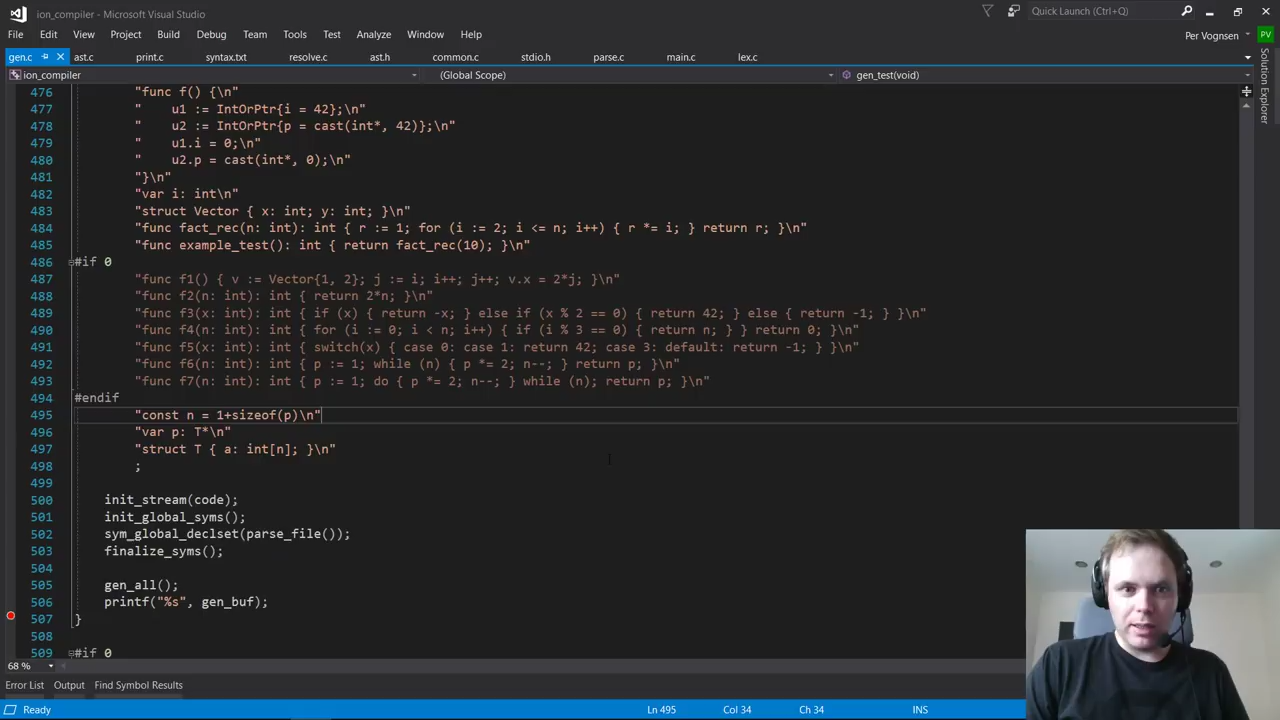 ion_compiler - Microsoft Visual Studio
Quick Launch (Ctrl+Q)
File Edit View Project Build Debug Team Tools Test Analyze Window Help
Per Vognsen PV
gen.c ast.c print.c syntax.txt resolve.c ast.h common.c stdio.h parse.c main.c lex.c
Solution Explorer
ion_compiler (Global Scope) gen_test(void)
476 "func f() {\n"
477 "    u1 := IntOrPtr{i = 42};\n"
478 "    u2 := IntOrPtr{p = cast(int*, 42)};\n"
479 "    u1.i = 0;\n"
480 "    u2.p = cast(int*, 0);\n"
481 "}\n"
482 "var i: int\n"
483 "struct Vector { x: int; y: int; }\n"
484 "func fact_rec(n: int): int { r := 1; for (i := 2; i <= n; i++) { r *= i; } return r; }\n"
485 "func example_test(): int { return fact_rec(10); }\n"
486 #if 0
487 "func f1() { v := Vector{1, 2}; j := i; i++; j++; v.x = 2*j; }\n"
488 "func f2(n: int): int { return 2*n; }\n"
489 "func f3(x: int): int { if (x) { return -x; } else if (x % 2 == 0) { return 42; } else { return -1; } }\n"
490 "func f4(n: int): int { for (i := 0; i < n; i++) { if (i % 3 == 0) { return n; } } return 0; }\n"
491 "func f5(x: int): int { switch(x) { case 0: case 1: return 42; case 3: default: return -1; } }\n"
492 "func f6(n: int): int { p := 1; while (n) { p *= 2; n--; } return p; }\n"
493 "func f7(n: int): int { p := 1; do { p *= 2; n--; } while (n); return p; }\n"
494 #endif
495 "const n = 1+sizeof(p)\n"
496 "var p: T*\n"
497 "struct T { a: int[n]; }\n"
498 ;
499
500 init_stream(code);
501 init_global_syms();
502 sym_global_declset(parse_file());
503 finalize_syms();
504
505 gen_all();
506 printf("%s", gen_buf);
507 }
508
509 #if 0
68 %
Error List Output Find Symbol Results
Ready Ln 495 Col 34 Ch 34 INS